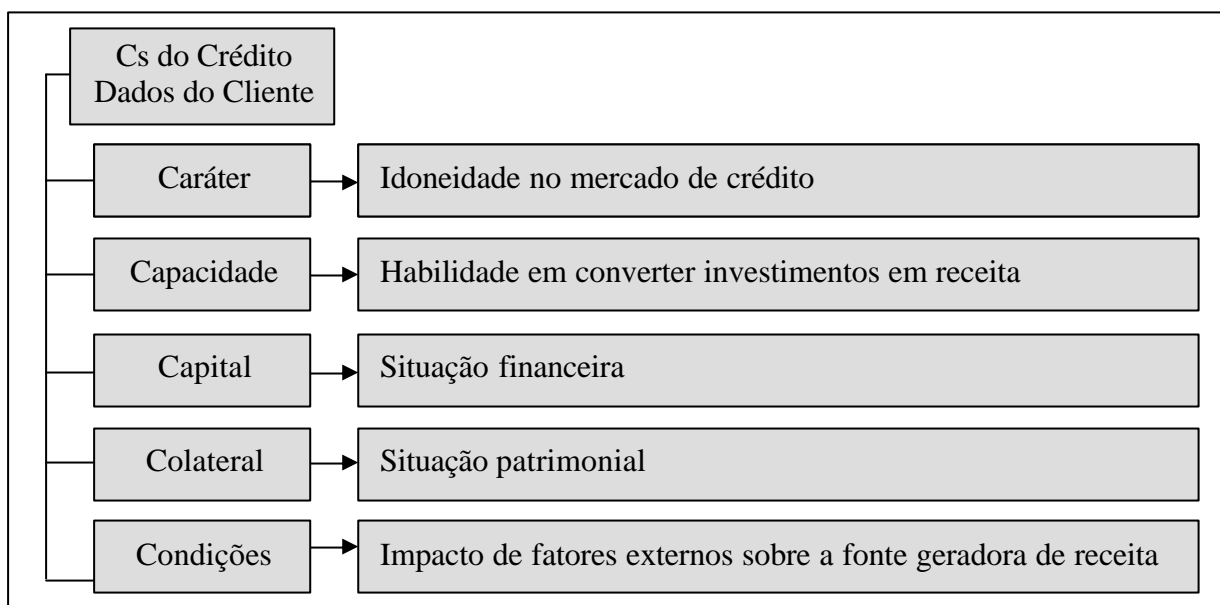 Cs do Crédito
Dados do Cliente
Caráter
Idoneidade no mercado de crédito
Capacidade
Habilidade em converter investimentos em receita
Capital
Situação financeira
Colateral
Situação patrimonial
Condições
Impacto de fatores externos sobre a fonte geradora de receita